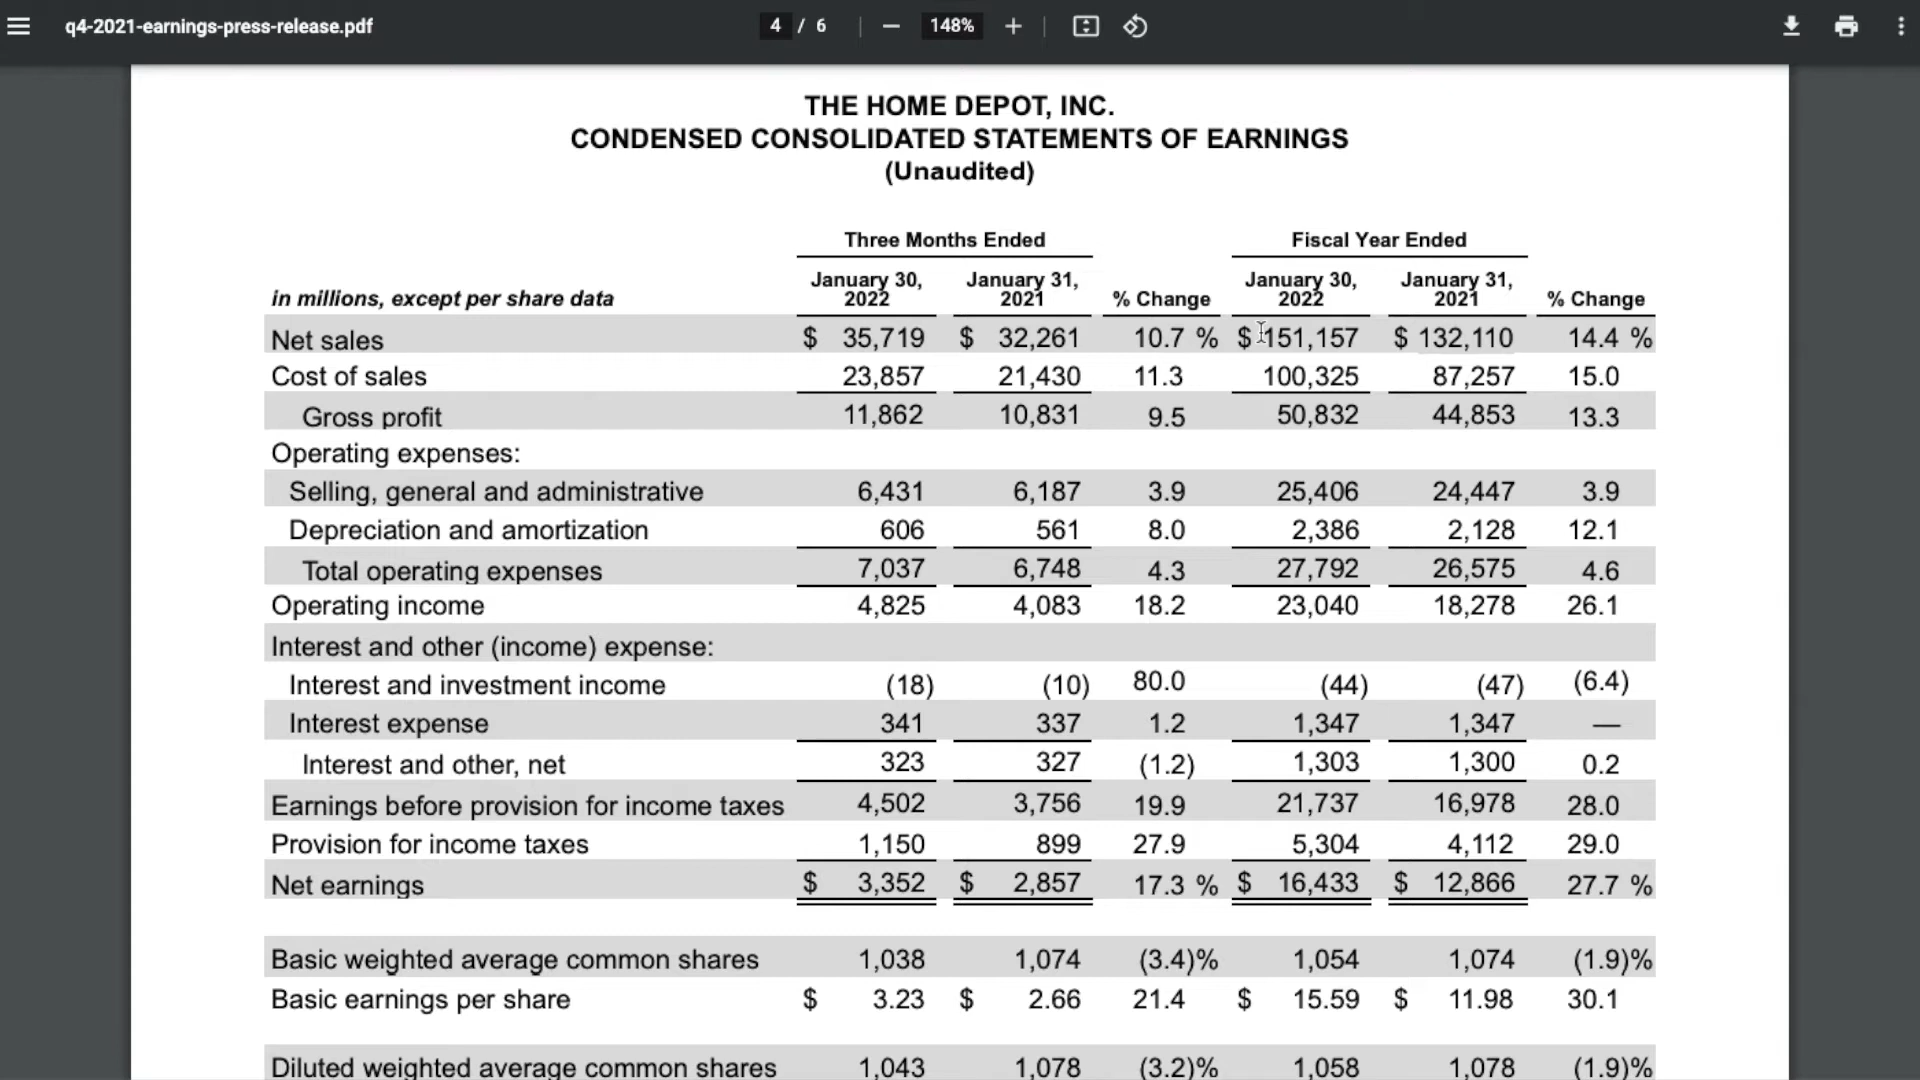 q4-2021-earnings-press-release.pdf 4 / 6 148%
THE HOME DEPOT, INC.
CONDENSED CONSOLIDATED STATEMENTS OF EARNINGS
(Unaudited)
Three Months Ended Fiscal Year Ended
in millions, except per share data January 30, 2022 January 31, 2021 % Change January 30, 2022 January 31, 2021 % Change
Net sales $ 35,719 $ 32,261 10.7 % $ 151,157 $ 132,110 14.4 %
Cost of sales 23,857 21,430 11.3 100,325 87,257 15.0
Gross profit 11,862 10,831 9.5 50,832 44,853 13.3
Operating expenses:
Selling, general and administrative 6,431 6,187 3.9 25,406 24,447 3.9
Depreciation and amortization 606 561 8.0 2,386 2,128 12.1
Total operating expenses 7,037 6,748 4.3 27,792 26,575 4.6
Operating income 4,825 4,083 18.2 23,040 18,278 26.1
Interest and other (income) expense:
Interest and investment income (18) (10) 80.0 (44) (47) (6.4)
Interest expense 341 337 1.2 1,347 1,347 —
Interest and other, net 323 327 (1.2) 1,303 1,300 0.2
Earnings before provision for income taxes 4,502 3,756 19.9 21,737 16,978 28.0
Provision for income taxes 1,150 899 27.9 5,304 4,112 29.0
Net earnings $ 3,352 $ 2,857 17.3 % $ 16,433 $ 12,866 27.7 %
Basic weighted average common shares 1,038 1,074 (3.4)% 1,054 1,074 (1.9)%
Basic earnings per share $ 3.23 $ 2.66 21.4 $ 15.59 $ 11.98 30.1
Diluted weighted average common shares 1,043 1,078 (3.2)% 1,058 1,078 (1.9)%